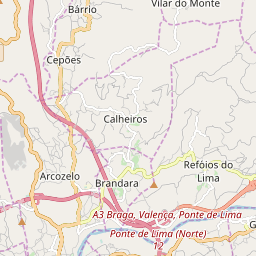 Vilar do Monte
Bárrio
Cepões
Calheiros
Refóios do
Lima
Arcozelo
Brandara
A3 Braga, Valença, Ponte de Lima
Ponte de Lima (Norte)
12